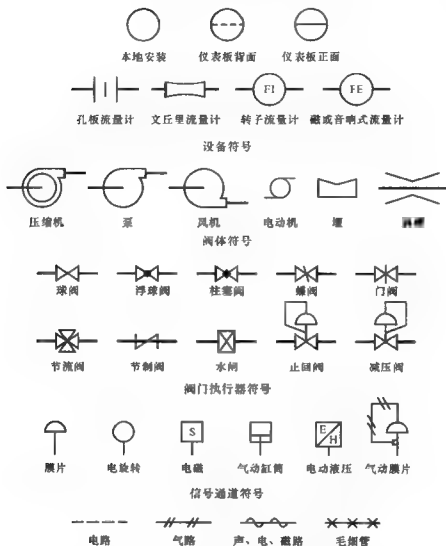 本地安装 仪表板背面 仪表板正面
FI FE
孔板流量计 文丘里流量计 转子流量计 磁或音响式流量计
设备符号
压缩机 泵 风机 电动机 堰
阀体符号
球阀 浮球阀 柱塞阀 蝶阀 门阀
节流阀 节制阀 水闸 止回阀 减压阀
阀门执行器符号
S E H
膜片 电旋转 电磁 气动缸筒 电动液压 气动膜片
信号通道符号
电路 气路 声、电、磁路 毛细管